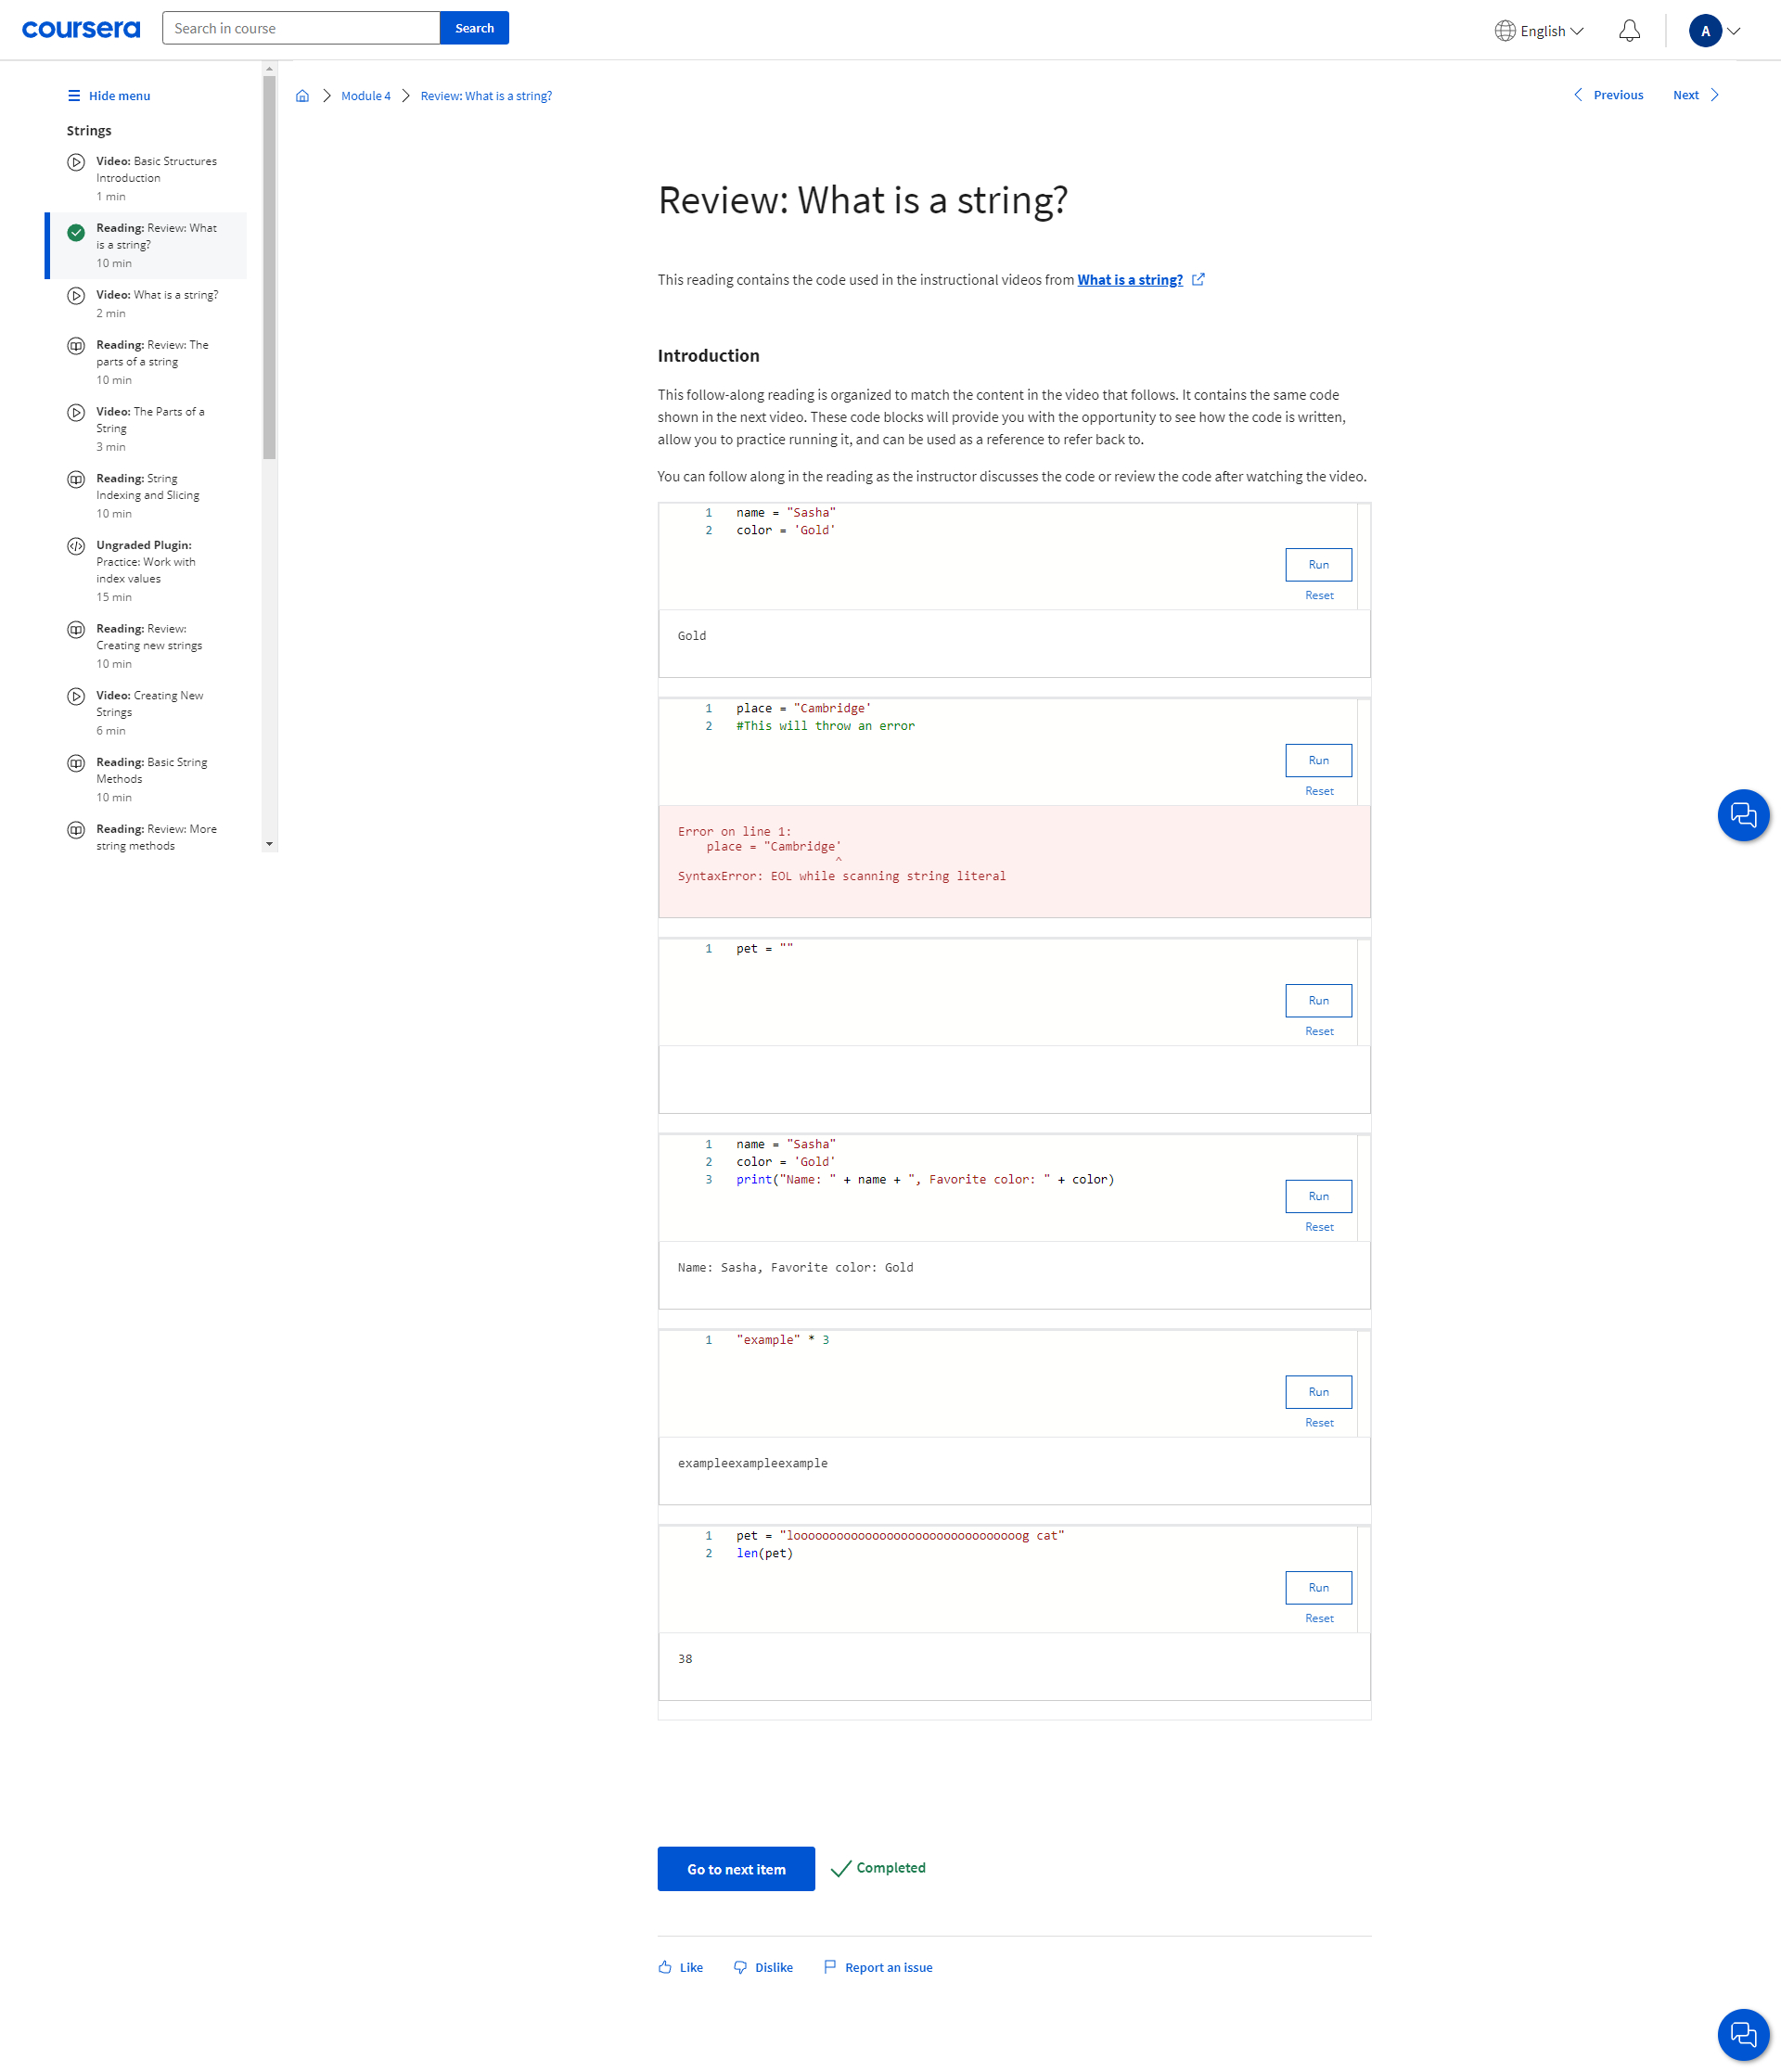 coursera
Search in course
Search
English
A
Hide menu
Strings
Video: Basic Structures
Introduction
1 min
Reading: Review: What
is a string?
10 min
Video: What is a string?
2 min
Reading: Review: The
parts of a string
10 min
Video: The Parts of a
String
3 min
Reading: String
Indexing and Slicing
10 min
Ungraded Plugin:
Practice: Work with
index values
15 min
Reading: Review:
Creating new strings
10 min
Video: Creating New
Strings
6 min
Reading: Basic String
Methods
10 min
Reading: Review: More
string methods
Module 4
Review: What is a string?
Previous
Next
Review: What is a string?
This reading contains the code used in the instructional videos from What is a string?
Introduction
This follow-along reading is organized to match the content in the video that follows. It contains the same code
shown in the next video. These code blocks will provide you with the opportunity to see how the code is written,
allow you to practice running it, and can be used as a reference to refer back to.
You can follow along in the reading as the instructor discusses the code or review the code after watching the video.
1 name = "Sasha"
2 color = 'Gold'
Run
Reset
Gold
1 place = "Cambridge'
2 #This will throw an error
Run
Reset
Error on line 1:
place = "Cambridge'
^
SyntaxError: EOL while scanning string literal
1 pet = ""
Run
Reset
1 name = "Sasha"
2 color = 'Gold'
3 print("Name: " + name + ", Favorite color: " + color)
Run
Reset
Name: Sasha, Favorite color: Gold
1 "example" * 3
Run
Reset
exampleexampleexample
1 pet = "loooooooooooooooooooooooooooooooog cat"
2 len(pet)
Run
Reset
38
Go to next item
Completed
Like
Dislike
Report an issue